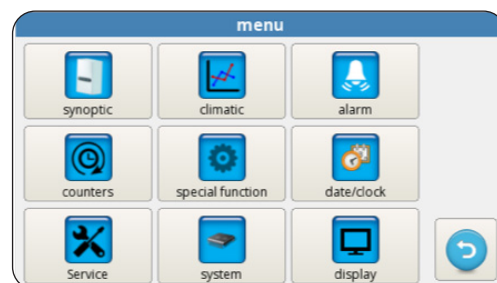 menu
synoptic climatic alarm
counters special function date/clock
Service system display